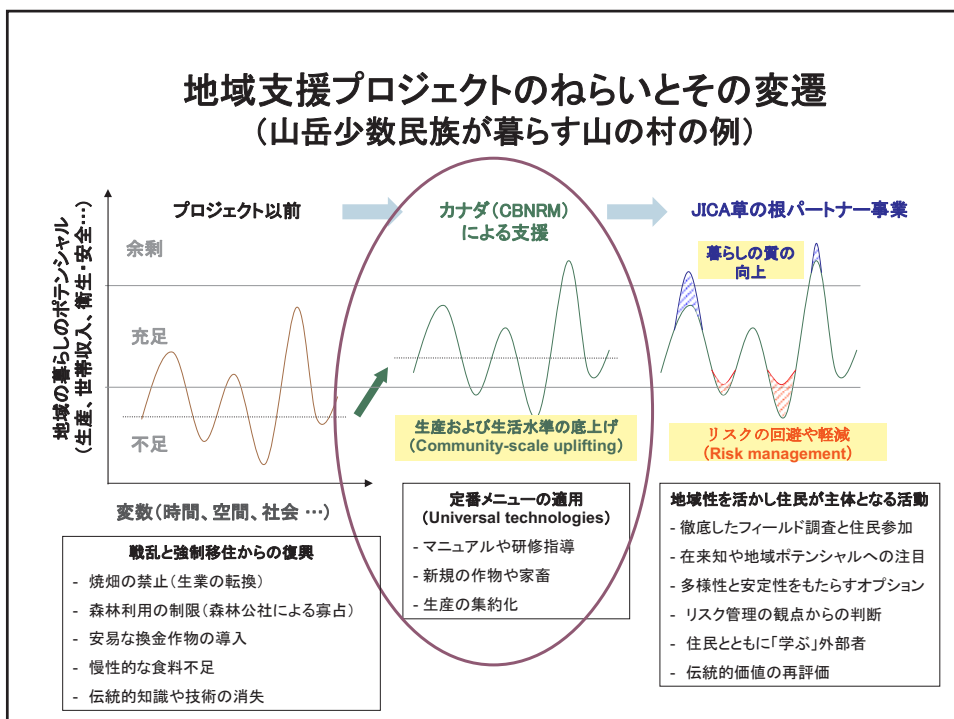 地域支援プロジェクトのねらいとその変遷
（山岳少数民族が暮らす山の村の例）
プロジェクト以前
カナダ（CBNRM）
による支援
JICA草の根パートナー事業
地域の暮らしのポテンシャル
（生産、世帯収入、衛生・安全…）
余剰
充足
不足
暮らしの質の
向上
生産および生活水準の底上げ
（Community-scale uplifting）
リスクの回避や軽減
（Risk management）
変数（時間、空間、社会 …）
戦乱と強制移住からの復興
- 焼畑の禁止（生業の転換）
- 森林利用の制限（森林公社による寡占）
- 安易な換金作物の導入
- 慢性的な食料不足
- 伝統的知識や技術の消失
定番メニューの適用
（Universal technologies）
- マニュアルや研修指導
- 新規の作物や家畜
- 生産の集約化
地域性を活かし住民が主体となる活動
- 徹底したフィールド調査と住民参加
- 在来知や地域ポテンシャルへの注目
- 多様性と安定性をもたらすオプション
- リスク管理の観点からの判断
- 住民とともに「学ぶ」外部者
- 伝統的価値の再評価